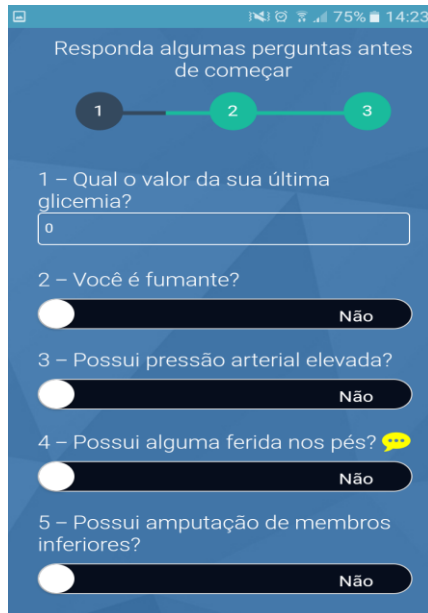 75% 14:23
Responda algumas perguntas antes
de começar
1 2 3
1 – Qual o valor da sua última
glicemia?
0
2 – Você é fumante?
Não
3 – Possui pressão arterial elevada?
Não
4 – Possui alguma ferida nos pés?
Não
5 – Possui amputação de membros
inferiores?
Não